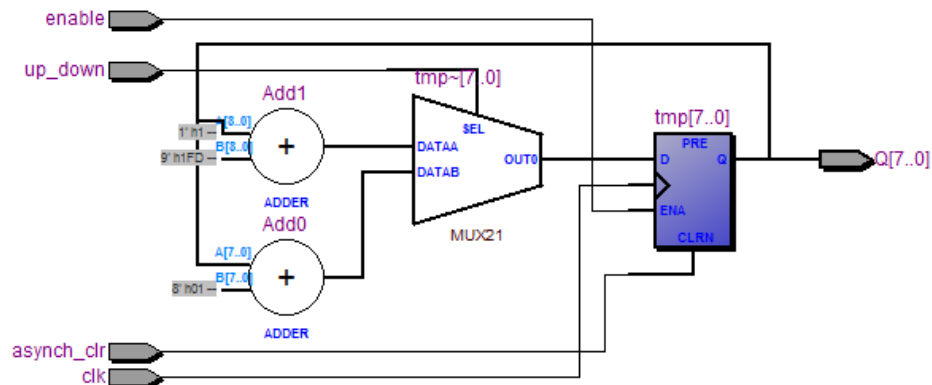 enable
up_down
Add1
A[8..0]
1' h1 --
B[8..0]
9' h1FD --
+
ADDER
tmp~[7..0]
SEL
DATAA
DATAB
OUT0
MUX21
tmp[7..0]
PRE
D
Q
ENA
CLRN
Q[7..0]
Add0
A[7..0]
B[7..0]
8' h01 --
+
ADDER
asynch_clr
clk